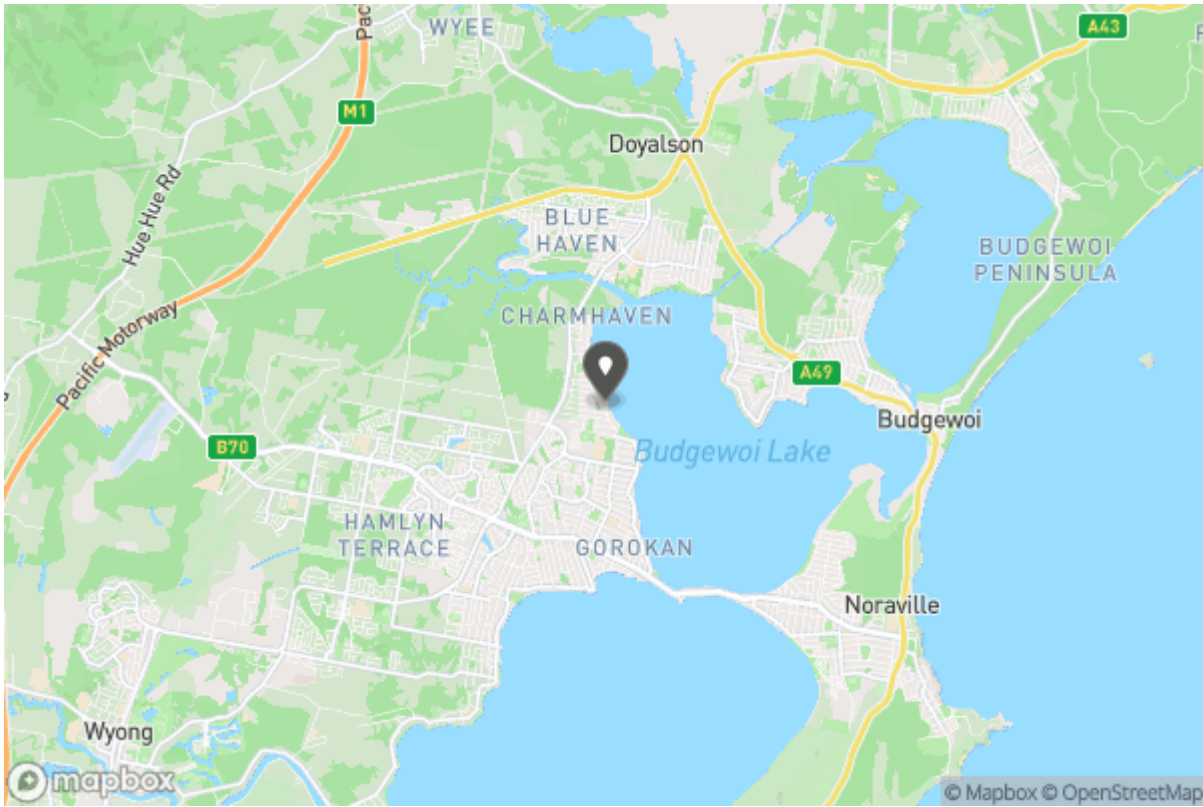 WYEE
Pac
A43
M1
Doyalson
Hue Hue Rd
BLUE
HAVEN
BUDGEWOI
PENINSULA
CHARMHAVEN
Pacific Motorway
A49
Budgewoi
B70
Budgewoi Lake
HAMLYN
TERRACE
GOROKAN
Noraville
Wyong
mapbox
© Mapbox © OpenStreetMap